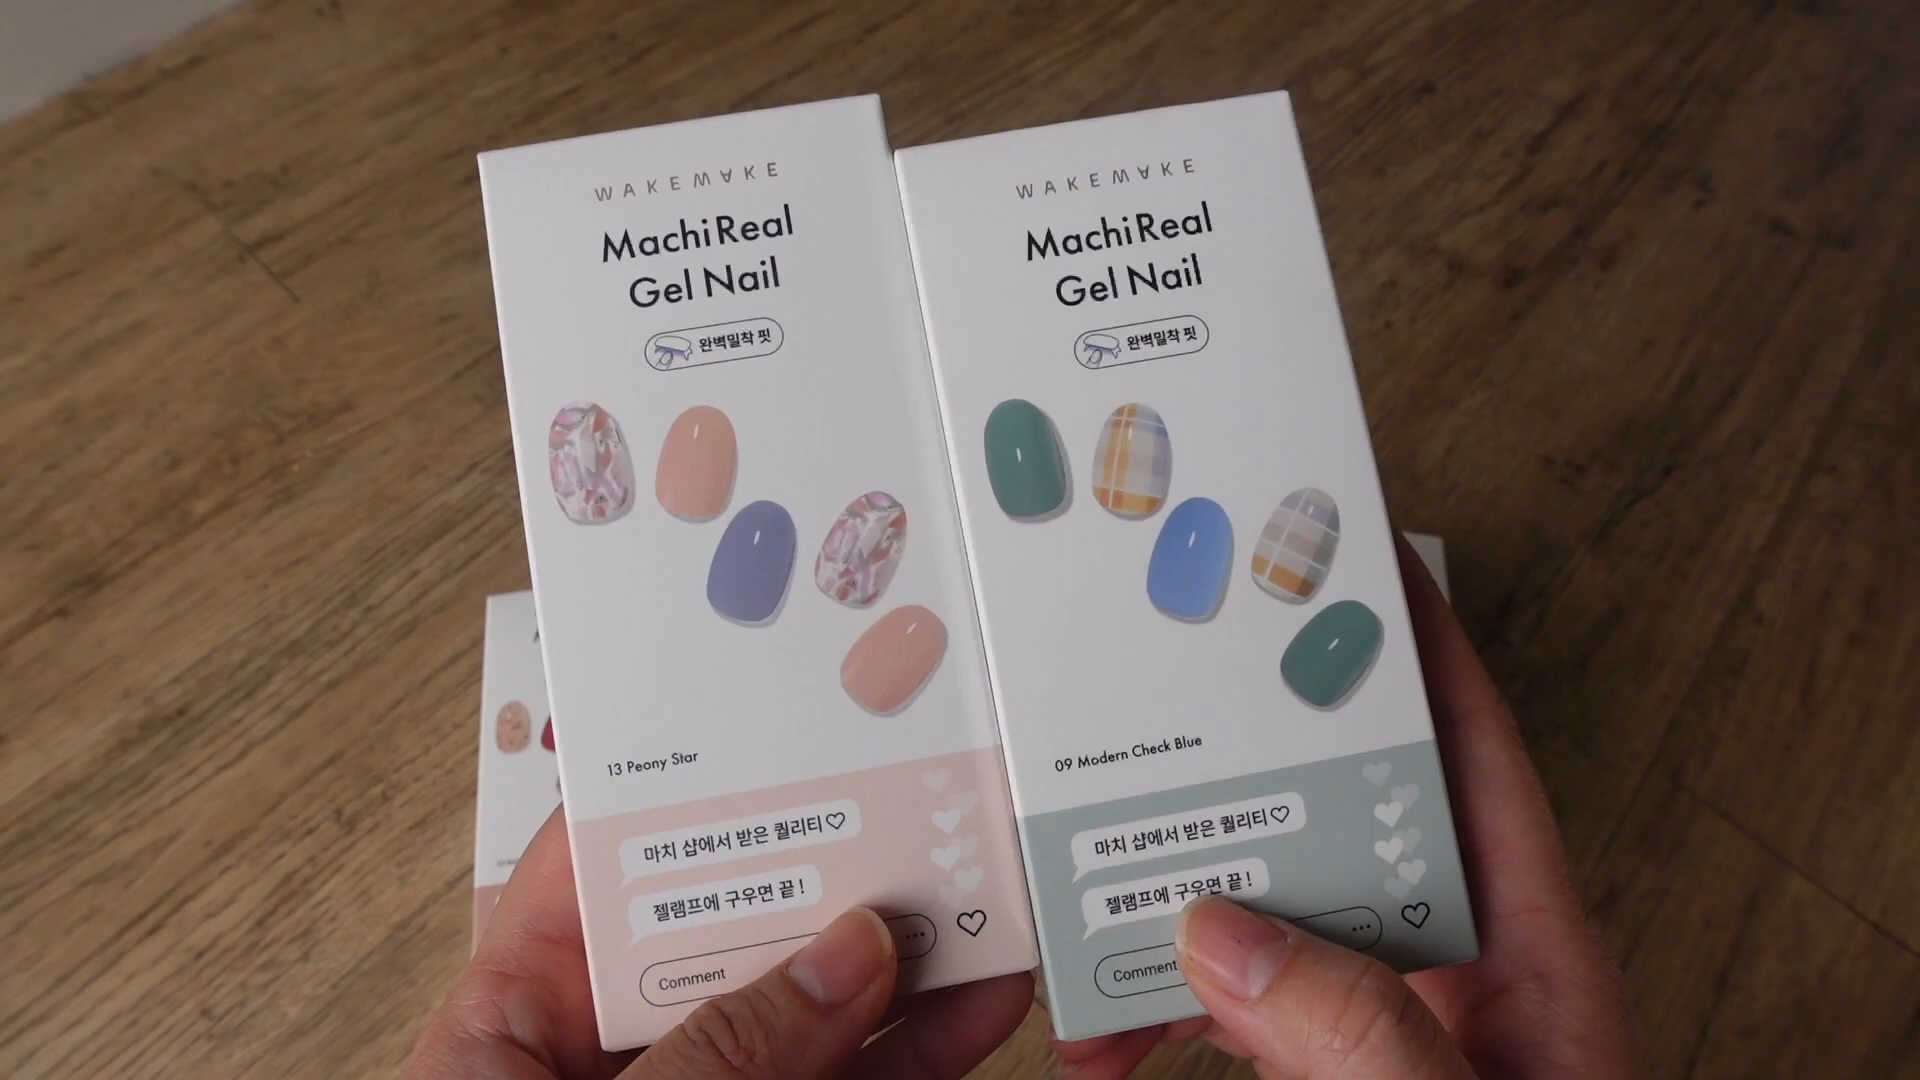 WAKEMAKE
MachiReal
Gel Nail
완벽밀착 핏
13 Peony Star
마치 샵에서 받은 퀄리티♡
젤램프에 구우면 끝!
Comment
WAKEMAKE
MachiReal
Gel Nail
완벽밀착 핏
09 Modern Check Blue
마치 샵에서 받은 퀄리티♡
젤램프에 구우면 끝!
Comment